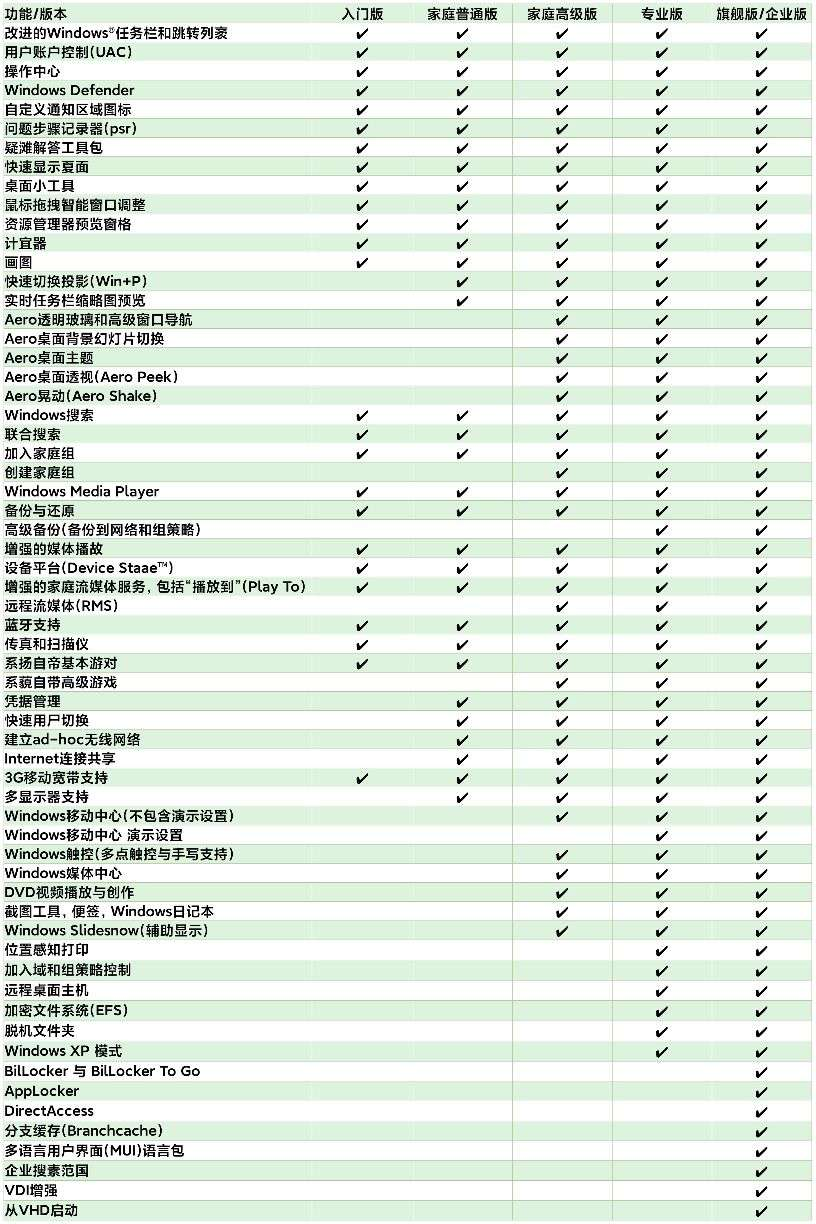 功能/版本 入门版 家庭普通版 家庭高级版 专业版 旗舰版/企业版
改进的Windows®任务栏和跳转列裹 ✔ ✔ ✔ ✔ ✔
用户账户控制(UAC) ✔ ✔ ✔ ✔ ✔
操作中心 ✔ ✔ ✔ ✔ ✔
Windows Defender ✔ ✔ ✔ ✔ ✔
自定义通知区域图标 ✔ ✔ ✔ ✔ ✔
问题步骤记录器(psr) ✔ ✔ ✔ ✔ ✔
疑滩解答工具包 ✔ ✔ ✔ ✔ ✔
快速显示夏面 ✔ ✔ ✔ ✔ ✔
桌面小工具 ✔ ✔ ✔ ✔ ✔
鼠标拖拽智能窗口调整 ✔ ✔ ✔ ✔ ✔
资源管理器预览窗格 ✔ ✔ ✔ ✔ ✔
计宜器 ✔ ✔ ✔ ✔ ✔
画图 ✔ ✔ ✔ ✔ ✔
快速切换投影(Win+P) ✔ ✔ ✔ ✔
实时任务栏缩略图预览 ✔ ✔ ✔ ✔
Aero透明玻璃和高级窗口导航 ✔ ✔ ✔
Aero桌面背景幻灯片切换 ✔ ✔ ✔
Aero桌面主题 ✔ ✔ ✔
Aero桌面透视(Aero Peek) ✔ ✔ ✔
Aero晃动(Aero Shake) ✔ ✔ ✔
Windows搜索 ✔ ✔ ✔ ✔ ✔
联合搜索 ✔ ✔ ✔ ✔ ✔
加入家庭组 ✔ ✔ ✔ ✔ ✔
创建家庭组 ✔ ✔ ✔
Windows Media Player ✔ ✔ ✔ ✔ ✔
备份与还原 ✔ ✔ ✔ ✔ ✔
高级备份(备份到网络和组策略) ✔ ✔
增强的媒体播故 ✔ ✔ ✔ ✔ ✔
设备平台(Device Staae™) ✔ ✔ ✔ ✔ ✔
增强的家庭流媒体服务，包括“播放到”(Play To) ✔ ✔ ✔ ✔ ✔
远程流媒体(RMS) ✔ ✔ ✔
蓝牙支持 ✔ ✔ ✔ ✔ ✔
传真和扫描仪 ✔ ✔ ✔ ✔ ✔
系扬自帝基本游对 ✔ ✔ ✔ ✔ ✔
系藐自带高级游戏 ✔ ✔ ✔
凭据管理 ✔ ✔ ✔ ✔
快速用尸切换 ✔ ✔ ✔ ✔
建立ad-hoc无线网络 ✔ ✔ ✔ ✔
Internet连接共享 ✔ ✔ ✔ ✔
3G移动宽带支持 ✔ ✔ ✔ ✔ ✔
多显示器支持 ✔ ✔ ✔ ✔
Windows移动中心(不包含演示设置) ✔ ✔ ✔
Windows移动中心 演示设置 ✔ ✔
Windows触控(多点触控与手写支持) ✔ ✔ ✔
Windows媒体中心 ✔ ✔ ✔
DVD视频播放与创作 ✔ ✔ ✔
截图工具，便签，Windows日记本 ✔ ✔ ✔
Windows Slidesnow(辅助显示) ✔ ✔ ✔
位置感知打印 ✔ ✔
加入域和组策略控制 ✔ ✔
远程桌面主机 ✔ ✔
加密文件系统(EFS) ✔ ✔
脱机文件夹 ✔ ✔
Windows XP 模式 ✔ ✔
BilLocker 与 BilLocker To Go ✔
AppLocker ✔
DirectAccess ✔
分支缓存(Branchcache) ✔
多语言用户界面(MUI)语言包 ✔
企业搜素范国 ✔
VDI增强 ✔
从VHD启动 ✔